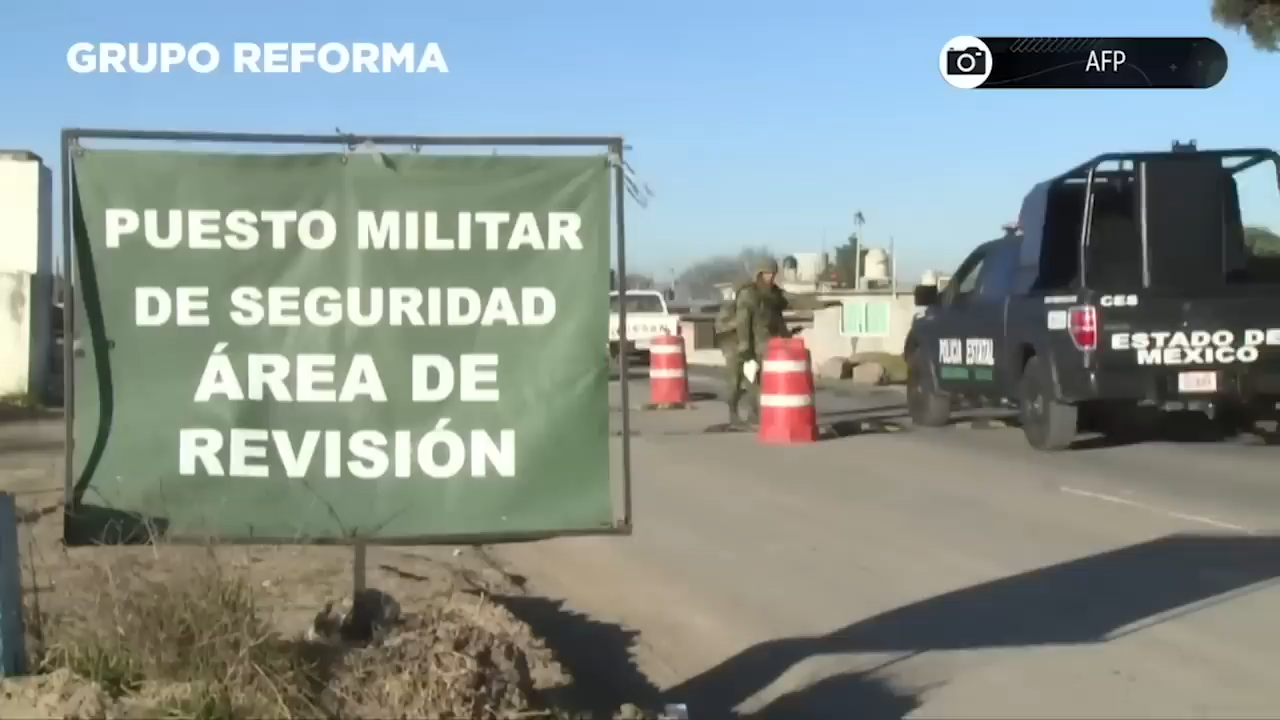 GRUPO REFORMA
AFP
PUESTO MILITAR
DE SEGURIDAD
ÁREA DE
REVISIÓN
POLICÍA ESTATAL
CES
ESTADO DE
MÉXICO